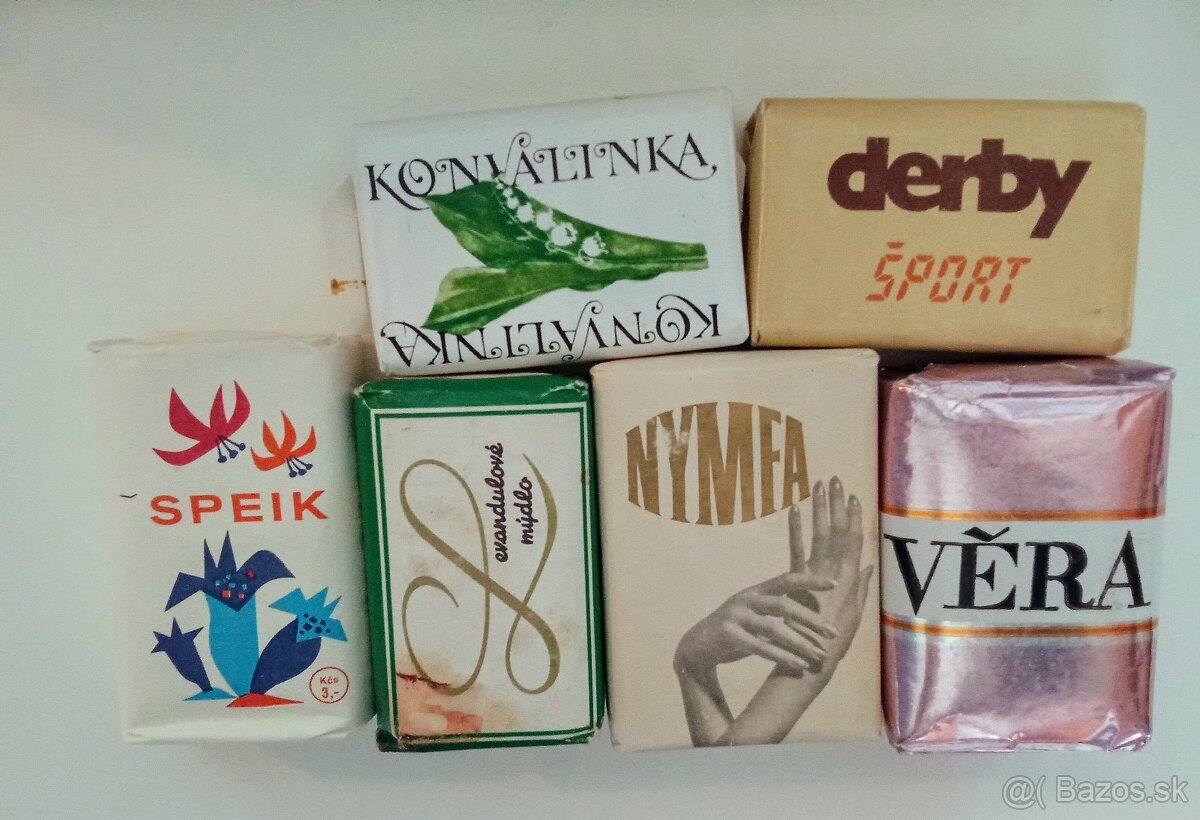 KONVALINKA
KONVALINKA
derby
ŠPORT
SPEIK
Kčs
3,-
Levandulové
mýdlo
NYMFA
VĚRA
@( Bazos.sk